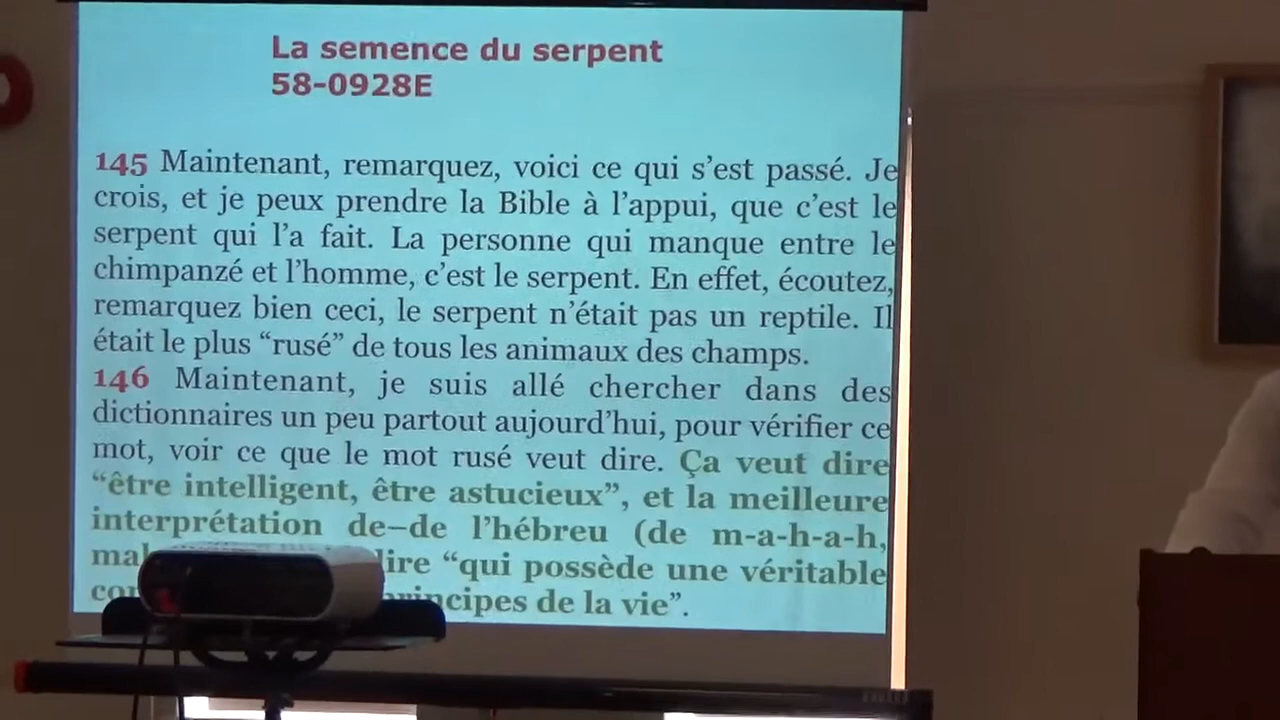 La semence du serpent
58-0928E
145 Maintenant, remarquez, voici ce qui s’est passé. Je
crois, et je peux prendre la Bible à l’appui, que c’est le
serpent qui l’a fait. La personne qui manque entre le
chimpanzé et l’homme, c’est le serpent. En effet, écoutez,
remarquez bien ceci, le serpent n’était pas un reptile. Il
était le plus “rusé” de tous les animaux des champs.
146 Maintenant, je suis allé chercher dans des
dictionnaires un peu partout aujourd’hui, pour vérifier ce
mot, voir ce que le mot rusé veut dire. Ça veut dire
“être intelligent, être astucieux”, et la meilleure
interprétation de–de l’hébreu (de m-a-h-a-h,
“qui possède une véritable
principes de la vie”.